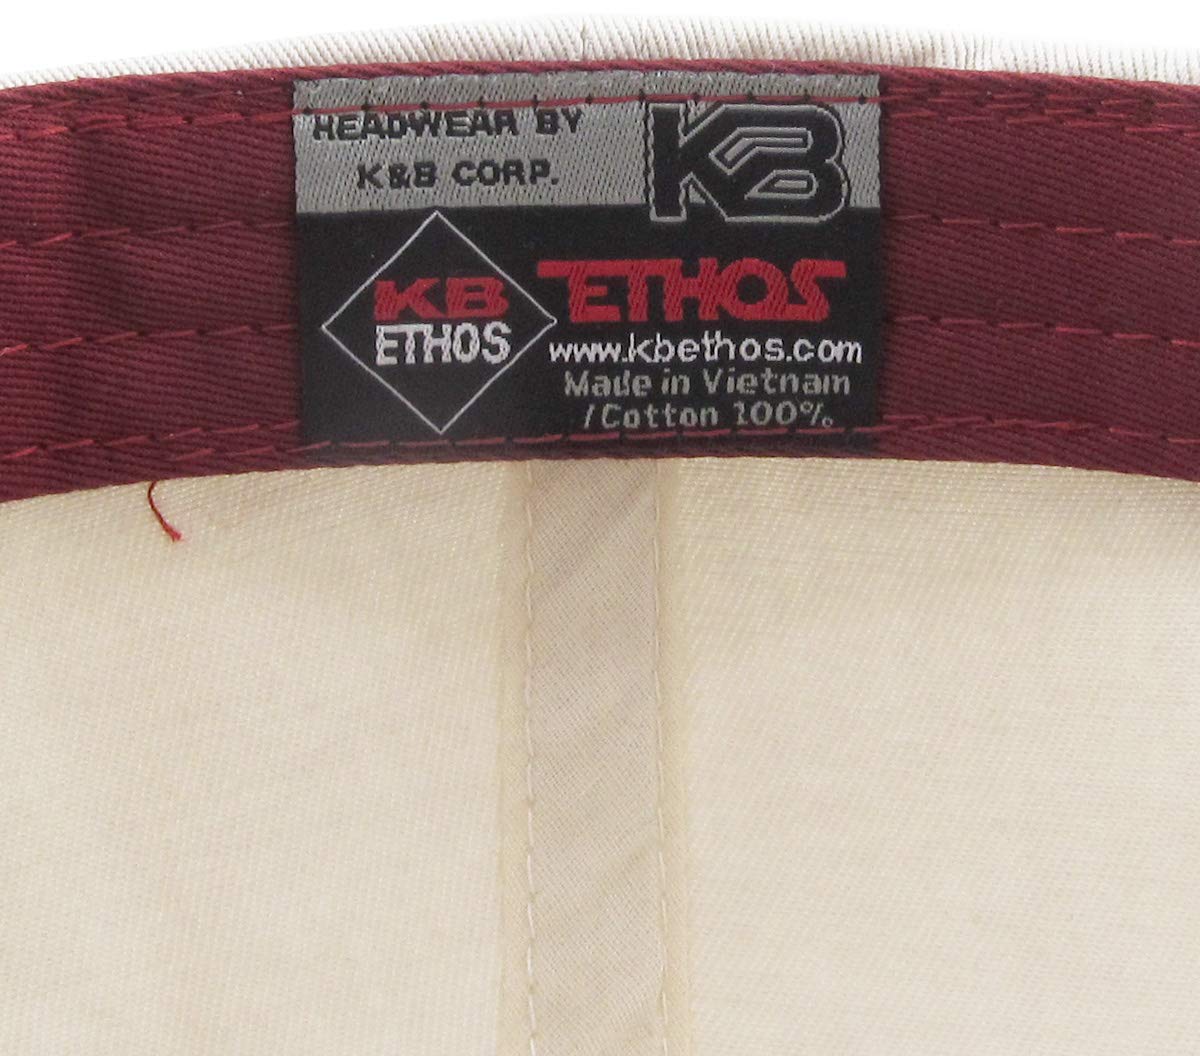 HEADWEAR BY
K&B CORP.
KB
KB
ETHOS
ETHOS
www.kbethos.com
Made in Vietnam
/Cotton 100%